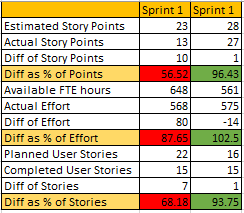 Sprint 1 Sprint 1
Estimated Story Points 23 28
Actual Story Points 13 27
Diff of Story Points 10 1
Diff as % of Points 56.52 96.43
Available FTE hours 648 561
Actual Effort 568 575
Diff of Effort 80 -14
Diff as % of Effort 87.65 102.5
Planned User Stories 22 16
Completed User Stories 15 15
Diff of Stories 7 1
Diff as % of Stories 68.18 93.75